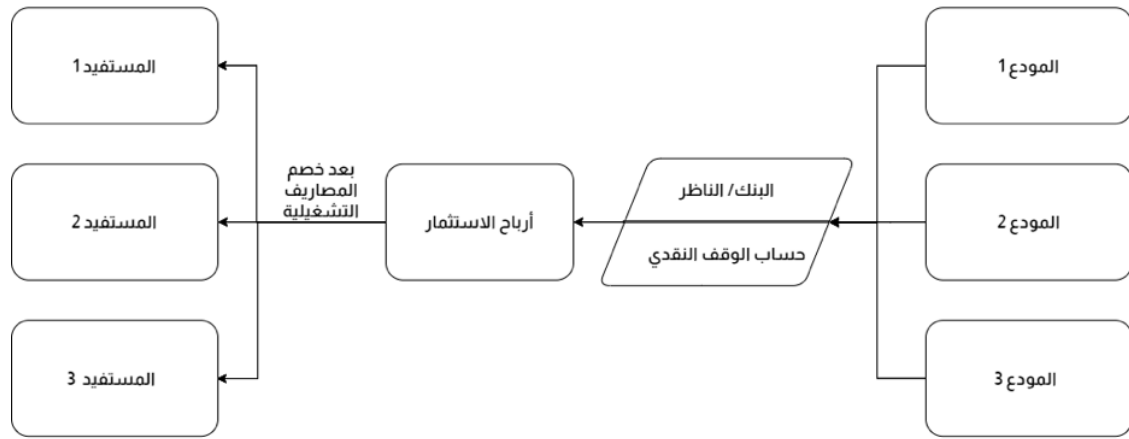 المودع 1
المودع 2
المودع 3
البنك/ الناظر
حساب الوقف النقدي
أرباح الاستثمار
بعد خصم
المصاريف
التشغيلية
المستفيد 1
المستفيد 2
المستفيد 3